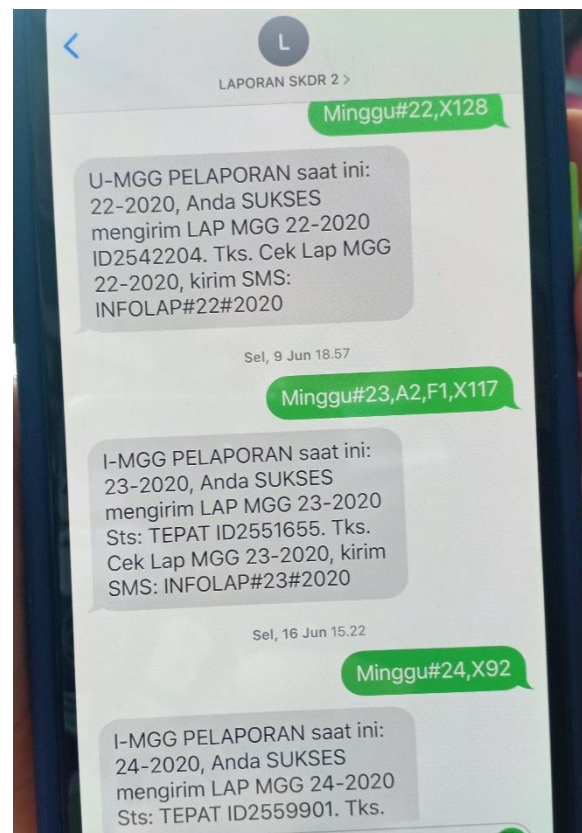 L
LAPORAN SKDR 2 >
Minggu#22,X128
U-MGG PELAPORAN saat ini:
22-2020, Anda SUKSES
mengirim LAP MGG 22-2020
ID2542204. Tks. Cek Lap MGG
22-2020, kirim SMS:
INFOLAP#22#2020
Sel, 9 Jun 18.57
Minggu#23,A2,F1,X117
I-MGG PELAPORAN saat ini:
23-2020, Anda SUKSES
mengirim LAP MGG 23-2020
Sts: TEPAT ID2551655. Tks.
Cek Lap MGG 23-2020, kirim
SMS: INFOLAP#23#2020
Sel, 16 Jun 15.22
Minggu#24,X92
I-MGG PELAPORAN saat ini:
24-2020, Anda SUKSES
mengirim LAP MGG 24-2020
Sts: TEPAT ID2559901. Tks.